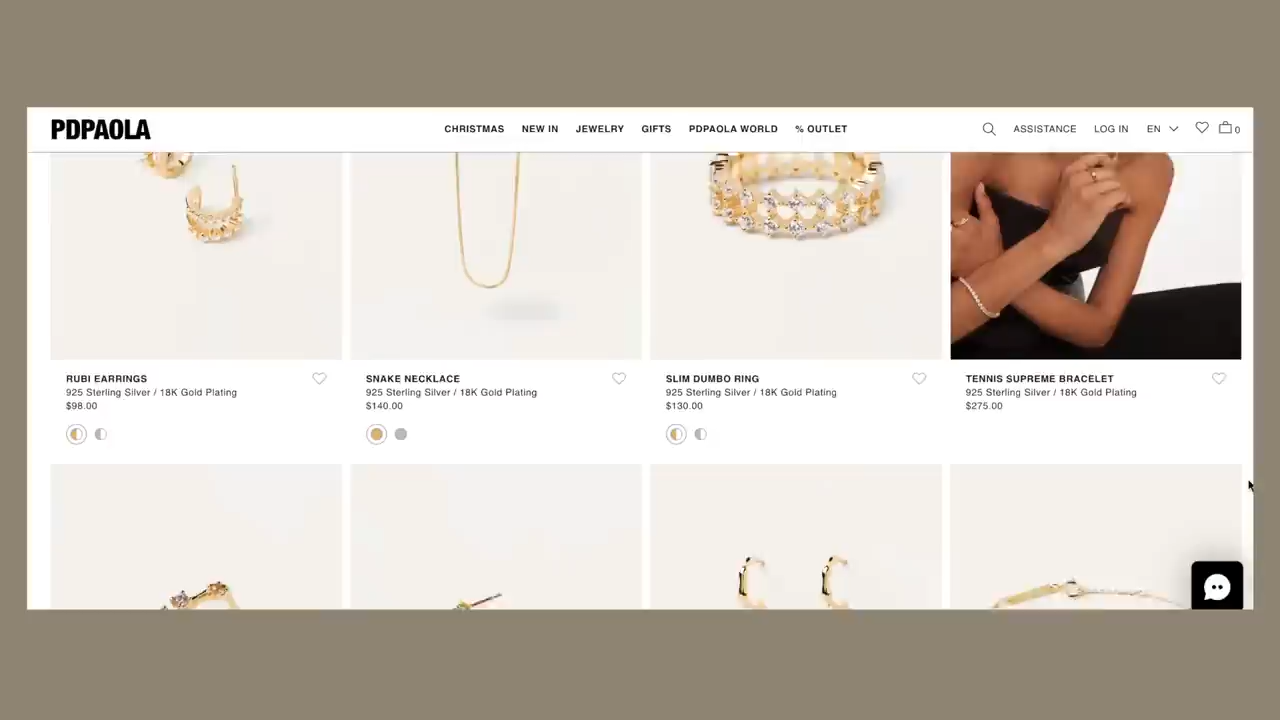 PDPAOLA
CHRISTMAS NEW IN JEWELRY GIFTS PDPAOLA WORLD % OUTLET
ASSISTANCE LOG IN EN 0
RUBI EARRINGS
925 Sterling Silver / 18K Gold Plating
$98.00
SNAKE NECKLACE
925 Sterling Silver / 18K Gold Plating
$140.00
SLIM DUMBO RING
925 Sterling Silver / 18K Gold Plating
$130.00
TENNIS SUPREME BRACELET
925 Sterling Silver / 18K Gold Plating
$275.00